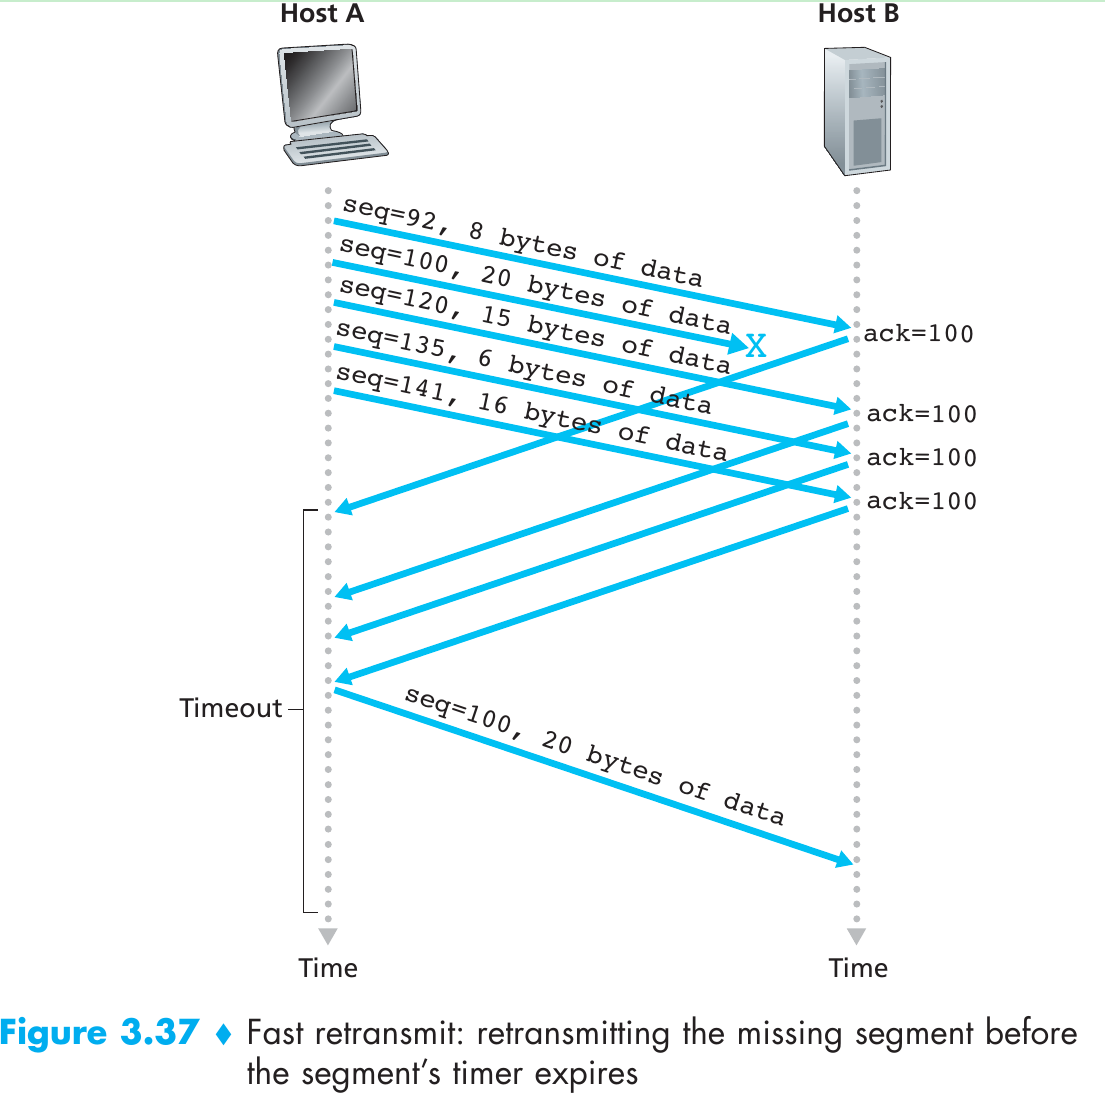 Host A
Host B
seq=92, 8 bytes of data
seq=100, 20 bytes of data
seq=120, 15 bytes of data
seq=135, 6 bytes of data
seq=141, 16 bytes of data
X
ack=100
ack=100
ack=100
ack=100
Timeout
seq=100, 20 bytes of data
Time
Time
Figure 3.37 ♦ Fast retransmit: retransmitting the missing segment before
the segment’s timer expires